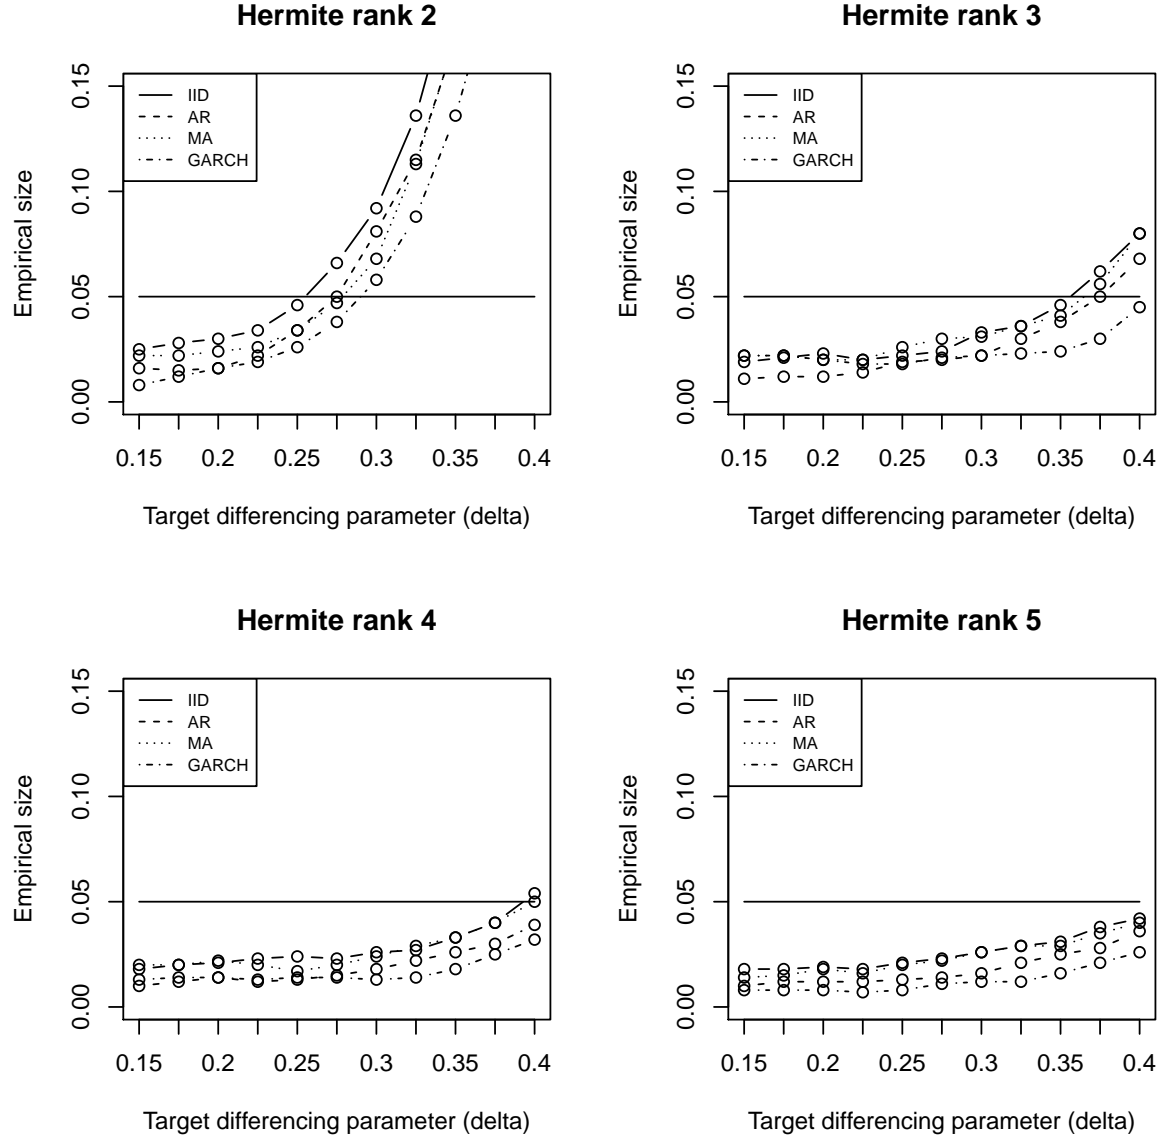 Hermite rank 2
Empirical size
0.15
0.10
0.05
0.00
IID
AR
MA
GARCH
0.15 0.2 0.25 0.3 0.35 0.4
Target differencing parameter (delta)
Hermite rank 3
Empirical size
0.15
0.10
0.05
0.00
IID
AR
MA
GARCH
0.15 0.2 0.25 0.3 0.35 0.4
Target differencing parameter (delta)
Hermite rank 4
Empirical size
0.15
0.10
0.05
0.00
IID
AR
MA
GARCH
0.15 0.2 0.25 0.3 0.35 0.4
Target differencing parameter (delta)
Hermite rank 5
Empirical size
0.15
0.10
0.05
0.00
IID
AR
MA
GARCH
0.15 0.2 0.25 0.3 0.35 0.4
Target differencing parameter (delta)